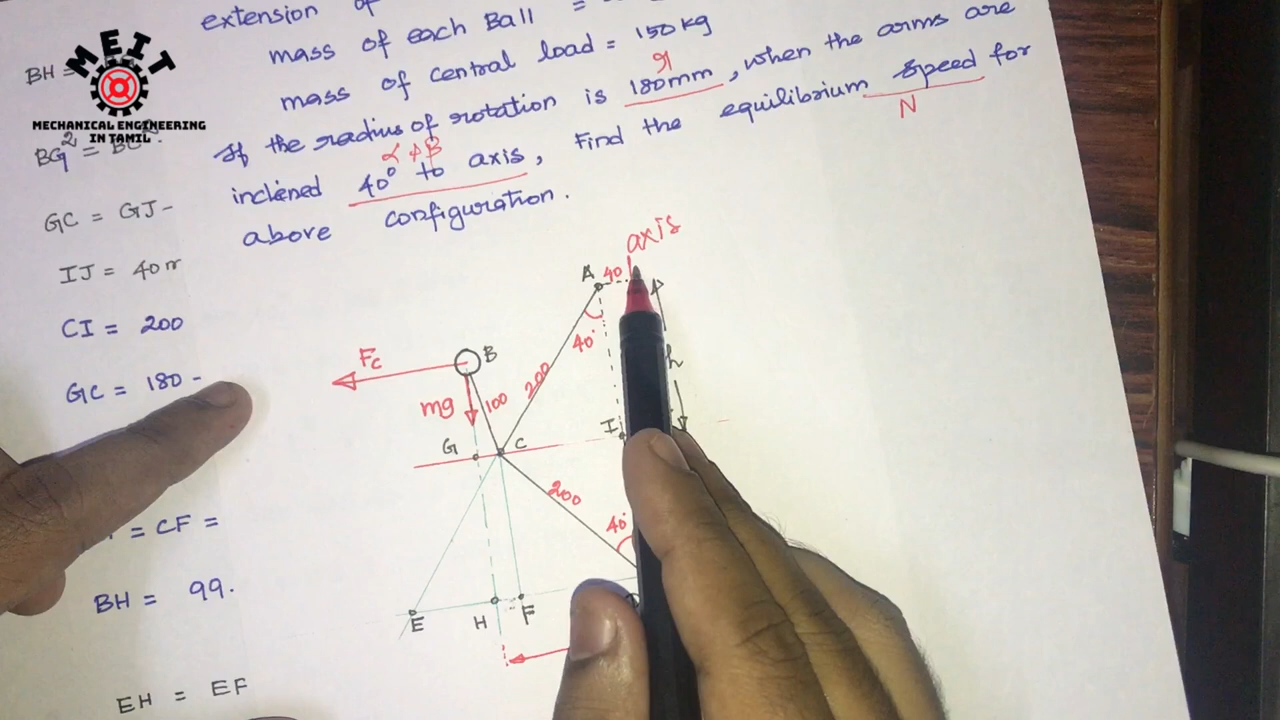 extension of
mass of each Ball =
mass of central load = 150 kg
r
If the radius of rotation is 180mm, when the arms are
α & β
inclined 40° to axis, Find the equilibrium speed for
N
above configuration.
MEIT
MECHANICAL ENGINEERING
IN TAMIL
BH =
BG² =
GC = GJ -
IJ = 40
CI = 200
GC = 180 -
= CF =
BH = 99.
EH = EF
axis
A 40
40°
Fc
B
h
200
mg
100
G
C
I
200
40°
E
H
F